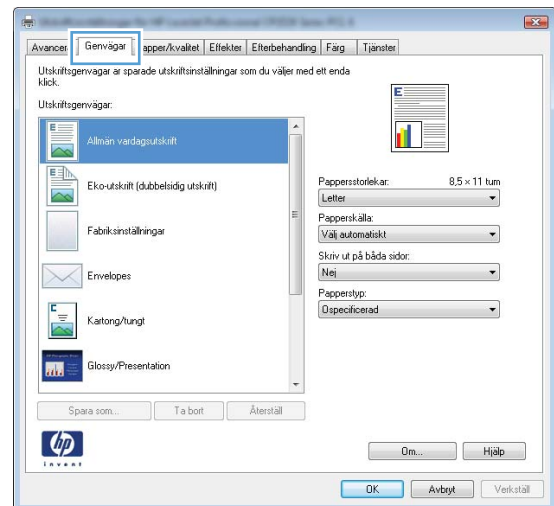 Genvägar
Effekter
Efterbehandling
Färg
Tjänster
Utskriftsgenvägar är sparade utskriftsinställningar som du väljer med ett enda
klick.
Utskriftsgenvägar:
Allmän vardagsutskrift
Eko-utskrift (dubbelsidig utskrift)
Fabriksinställningar
Envelopes
Kartong/tungt
Glossy/Presentation
Spara som...
Ta bort
Återställ
E
Pappersstorlekar:
8,5 × 11 tum
Letter
Papperskälla:
Välj automatiskt
Skriv ut på båda sidor:
Nej
Papperstyp:
Ospecificerad
hp
invent
Om...
Hjälp
OK
Avbryt
Verkställ